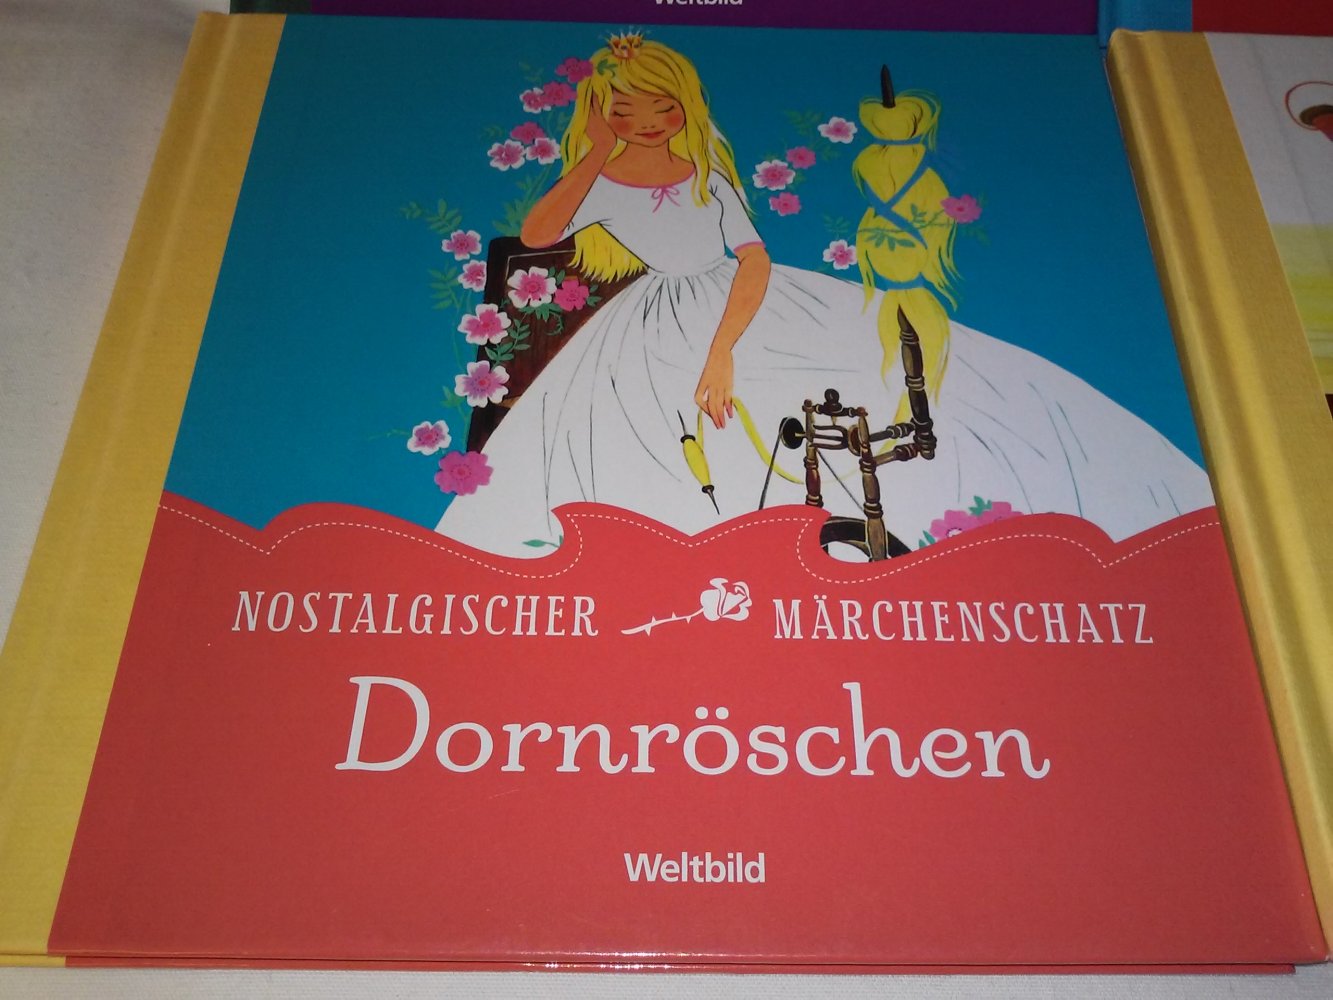 Weltbild
NOSTALGISCHER MÄRCHENSCHATZ
Dornröschen
Weltbild